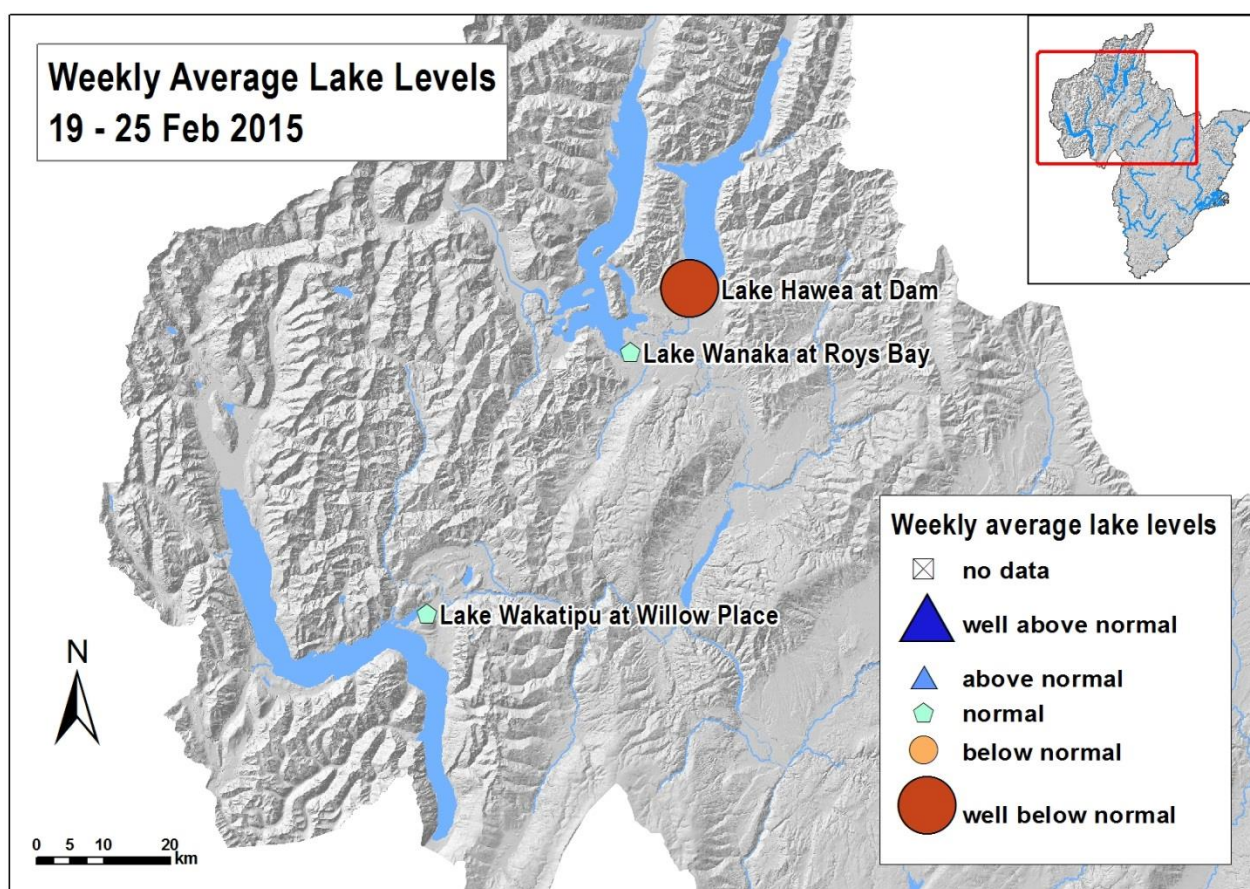 Weekly Average Lake Levels
19 - 25 Feb 2015
Lake Hawea at Dam
Lake Wanaka at Roys Bay
Lake Wakatipu at Willow Place
Weekly average lake levels
no data
well above normal
above normal
normal
below normal
well below normal
N
0 5 10 20
km